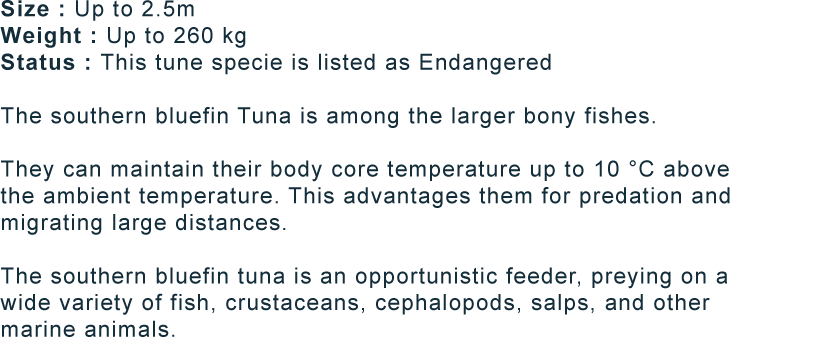 Size : Up to 2.5m
Weight : Up to 260 kg
Status : This tune specie is listed as Endangered
The southern bluefin Tuna is among the larger bony fishes.
They can maintain their body core temperature up to 10 °C above
the ambient temperature. This advantages them for predation and
migrating large distances.
The southern bluefin tuna is an opportunistic feeder, preying on a
wide variety of fish, crustaceans, cephalopods, salps, and other
marine animals.